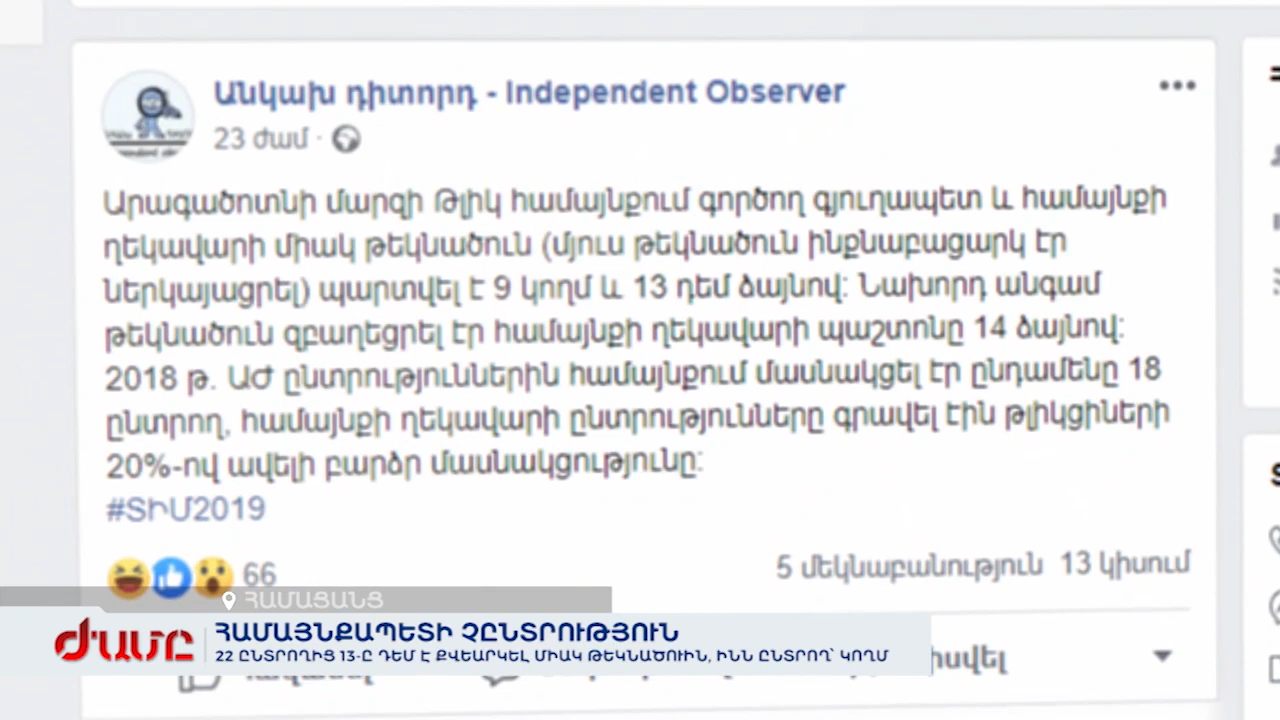 Անկախ դիտորդ - Independent Observer
23 ժամ ·
Արագածոտնի մարզի Թլիկ համայնքում գործող գյուղապետ և համայնքի
ղեկավարի միակ թեկնածուն (մյուս թեկնածուն ինքնաբացարկ էր
ներկայացրել) պարտվել է 9 կողմ և 13 դեմ ձայնով: Նախորդ անգամ
թեկնածուն զբաղեցրել էր համայնքի ղեկավարի պաշտոնը 14 ձայնով:
2018 թ. ԱԺ ընտրություններին համայնքում մասնակցել էր ընդամենը 18
ընտրող, համայնքի ղեկավարի ընտրությունները գրավել էին թլիկցիների
20%-ով ավելի բարձր մասնակցությունը:
#ՏԻՄ2019
66
5 մեկնաբանություն 13 կիսում
ՀԱՄԱՑԱՆՑ
ԺԱՄԸ
ՀԱՄԱՅՆՔԱՊԵՏԻ ՉԸՆՏՐՈՒԹՅՈՒՆ
22 ԸՆՏՐՈՂԻՑ 13-Ը ԴԵՄ Է ՔՎԵԱՐԿԵԼ ՄԻԱԿ ԹԵԿՆԱԾՈՒԻՆ, ԻՆՆ ԸՆՏՐՈՂ՝ ԿՈՂՄ